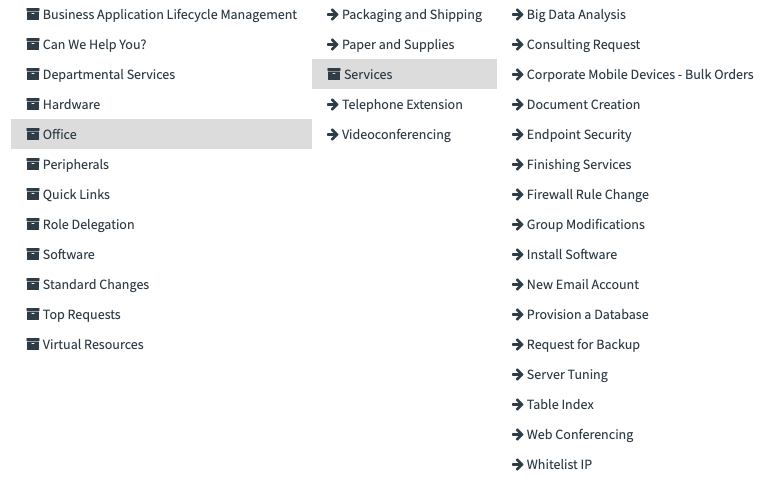 Business Application Lifecycle Management
Can We Help You?
Departmental Services
Hardware
Office
Peripherals
Quick Links
Role Delegation
Software
Standard Changes
Top Requests
Virtual Resources
Packaging and Shipping
Paper and Supplies
Services
Telephone Extension
Videoconferencing
Big Data Analysis
Consulting Request
Corporate Mobile Devices - Bulk Orders
Document Creation
Endpoint Security
Finishing Services
Firewall Rule Change
Group Modifications
Install Software
New Email Account
Provision a Database
Request for Backup
Server Tuning
Table Index
Web Conferencing
Whitelist IP